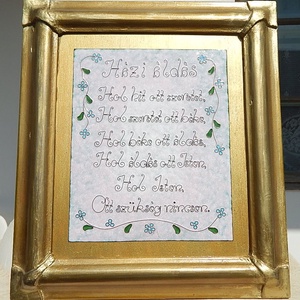 Házi áldás
Hol hit ott szeretet,
Hol szeretet ott béke,
Hol béke ott áldás,
Hol áldás ott Isten,
Hol Isten,
Ott szükség nincsen.